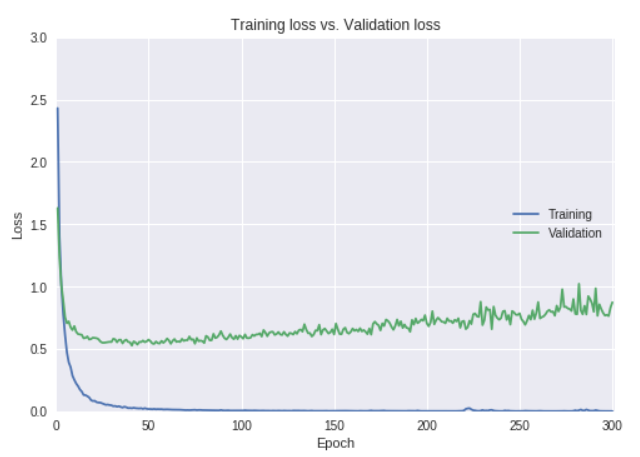 Training loss vs. Validation loss
3.0
2.5
2.0
1.5
1.0
0.5
0.0
Loss
Training
Validation
0 50 100 150 200 250 300
Epoch